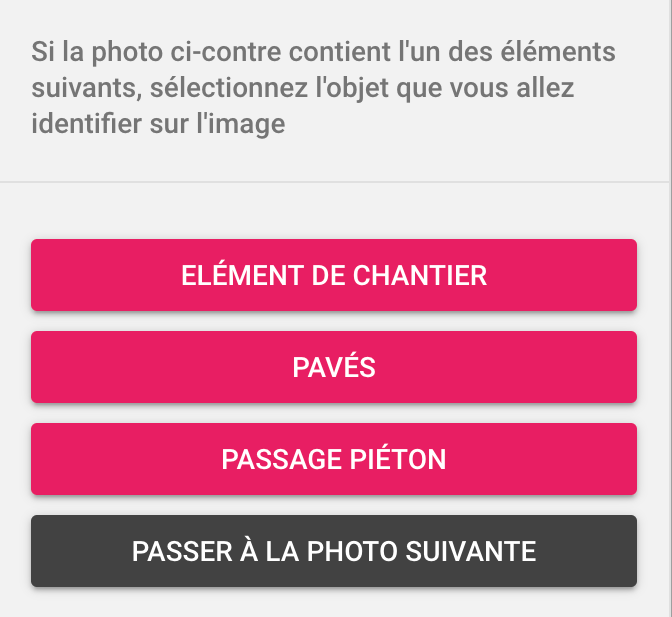 Si la photo ci-contre contient l'un des éléments
suivants, sélectionnez l'objet que vous allez
identifier sur l'image
ELÉMENT DE CHANTIER
PAVÉS
PASSAGE PIÉTON
PASSER À LA PHOTO SUIVANTE